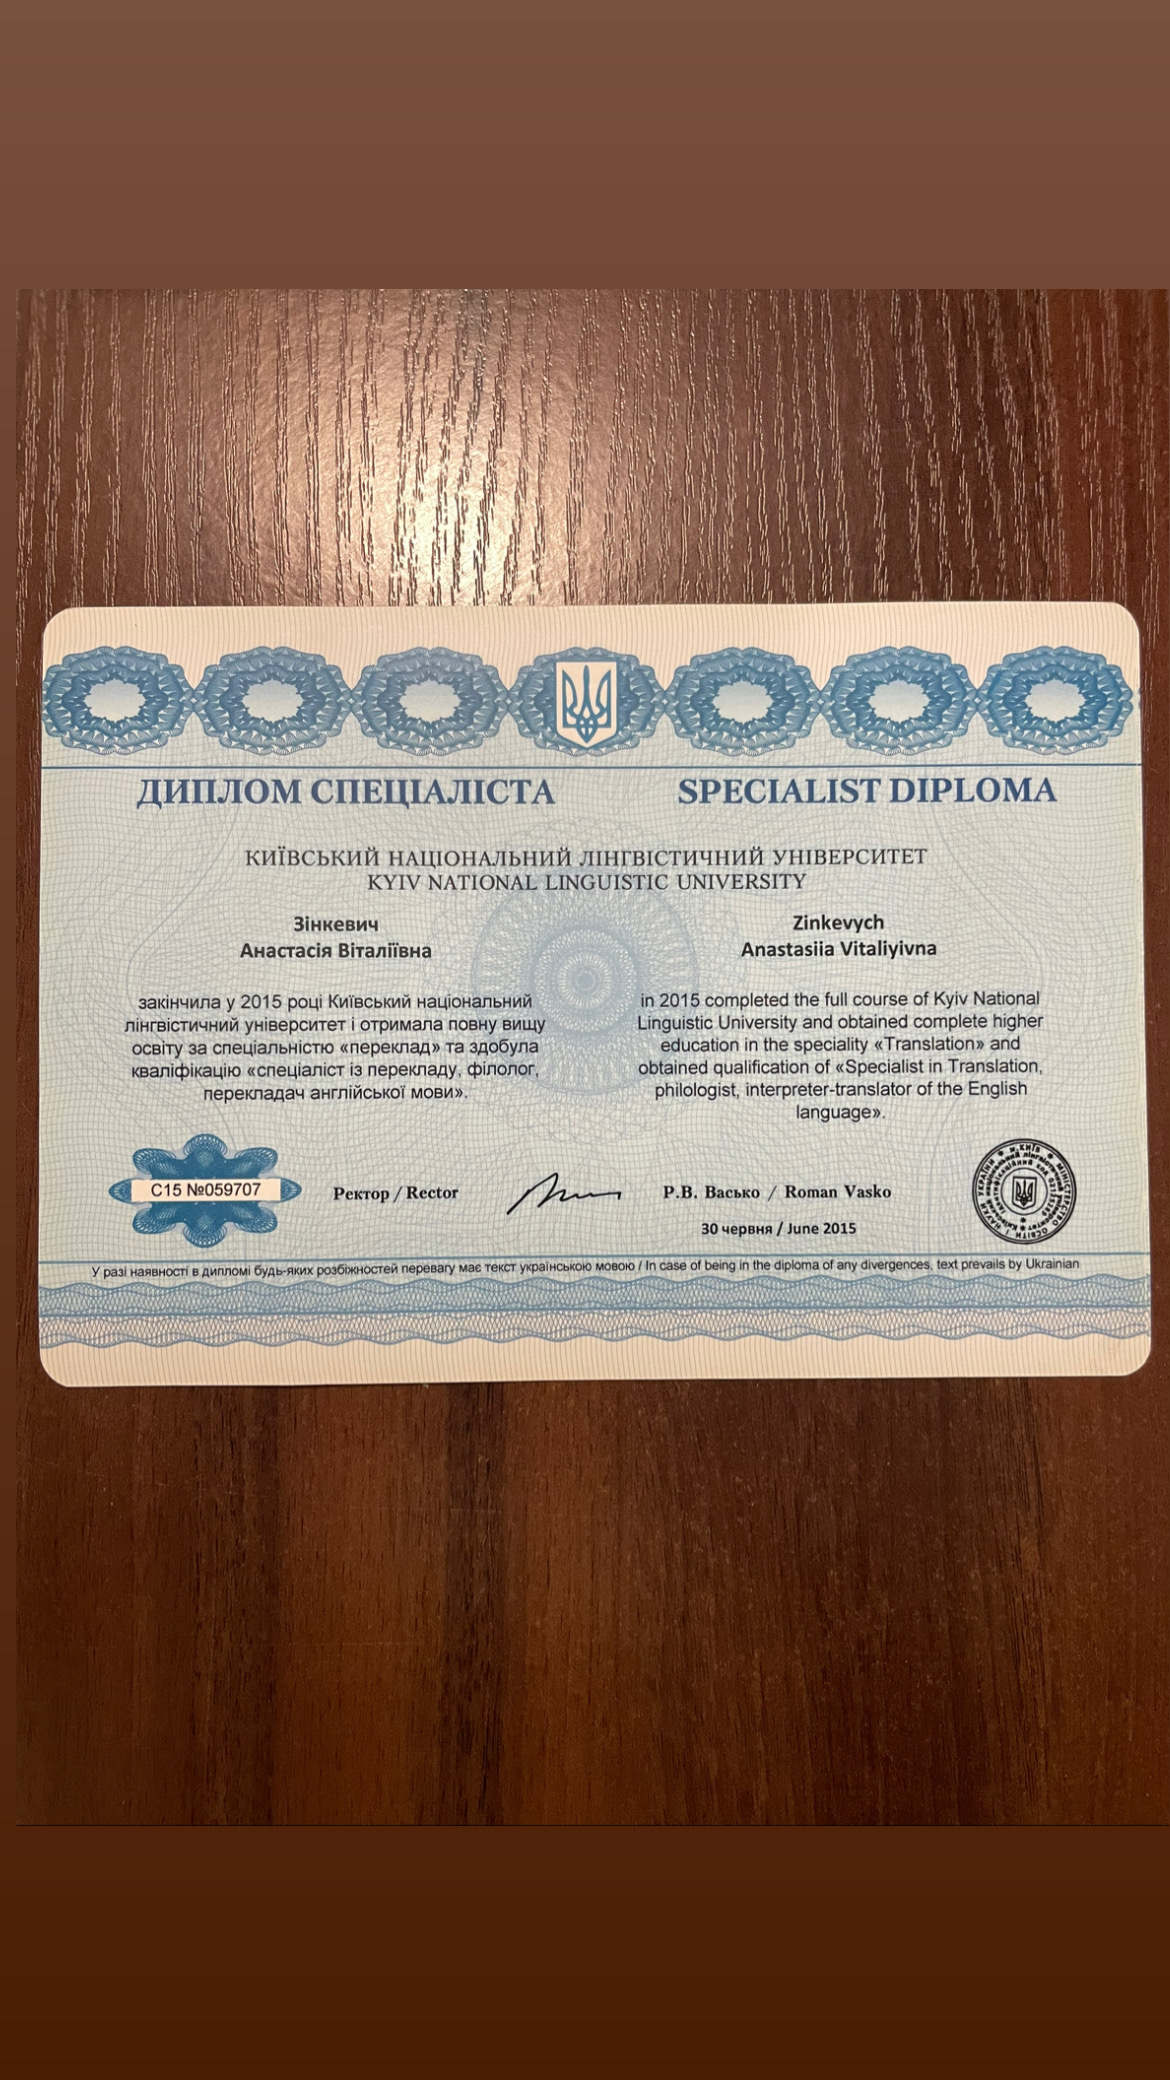 ДИПЛОМ СПЕЦІАЛІСТА
SPECIALIST DIPLOMA
КИЇВСЬКИЙ НАЦІОНАЛЬНИЙ ЛІНГВІСТИЧНИЙ УНІВЕРСИТЕТ
KYIV NATIONAL LINGUISTIC UNIVERSITY
Зінкевич
Анастасія Віталіївна
закінчила у 2015 році Київський національний
лінгвістичний університет і отримала повну вищу
освіту за спеціальністю «переклад» та здобула
кваліфікацію «спеціаліст із перекладу, філолог,
перекладач англійської мови».
Zinkevych
Anastasiia Vitaliyivna
in 2015 completed the full course of Kyiv National
Linguistic University and obtained complete higher
education in the speciality «Translation» and
obtained qualification of «Specialist in Translation,
philologist, interpreter-translator of the English
language».
С15 №059707
Ректор / Rector
Р.В. Васько / Roman Vasko
30 червня / June 2015
У разі наявності в дипломі будь-яких розбіжностей перевагу має текст українською мовою / In case of being in the diploma of any divergences, text prevails by Ukrainian